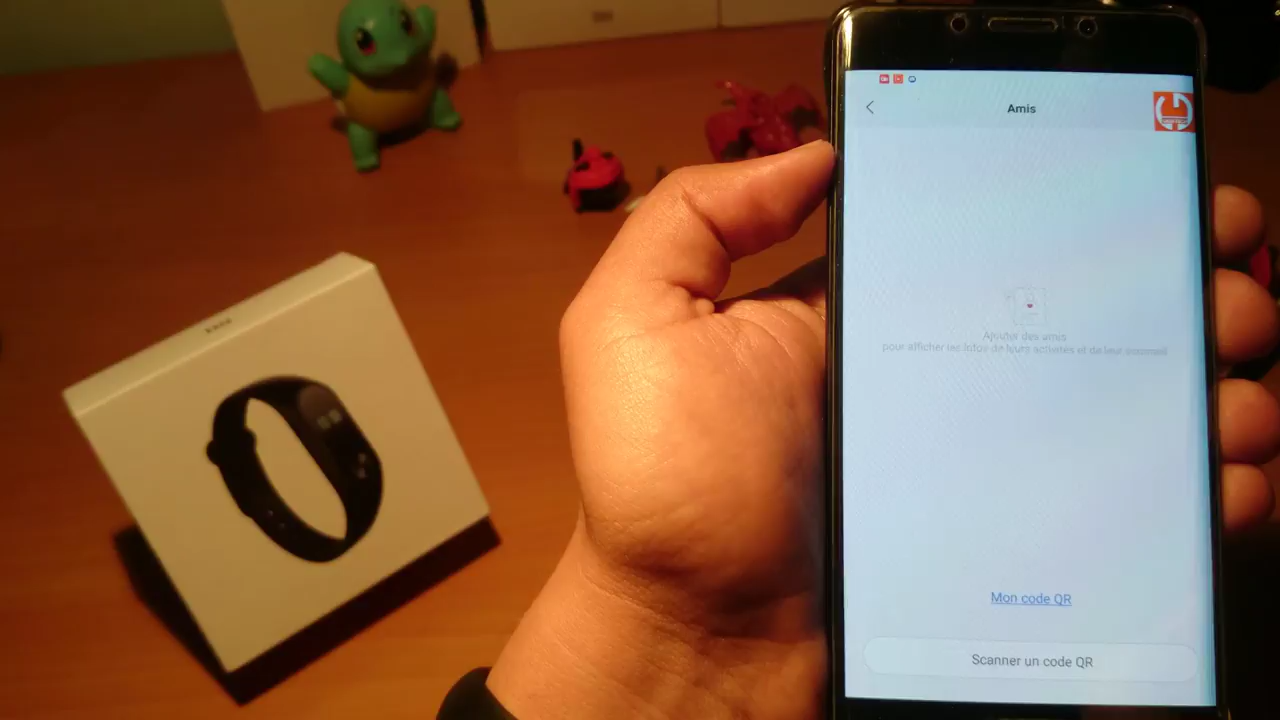 Amis
Ajouter des amis
pour afficher les infos de leurs activités et de leur sommeil
Mon code QR
Scanner un code QR